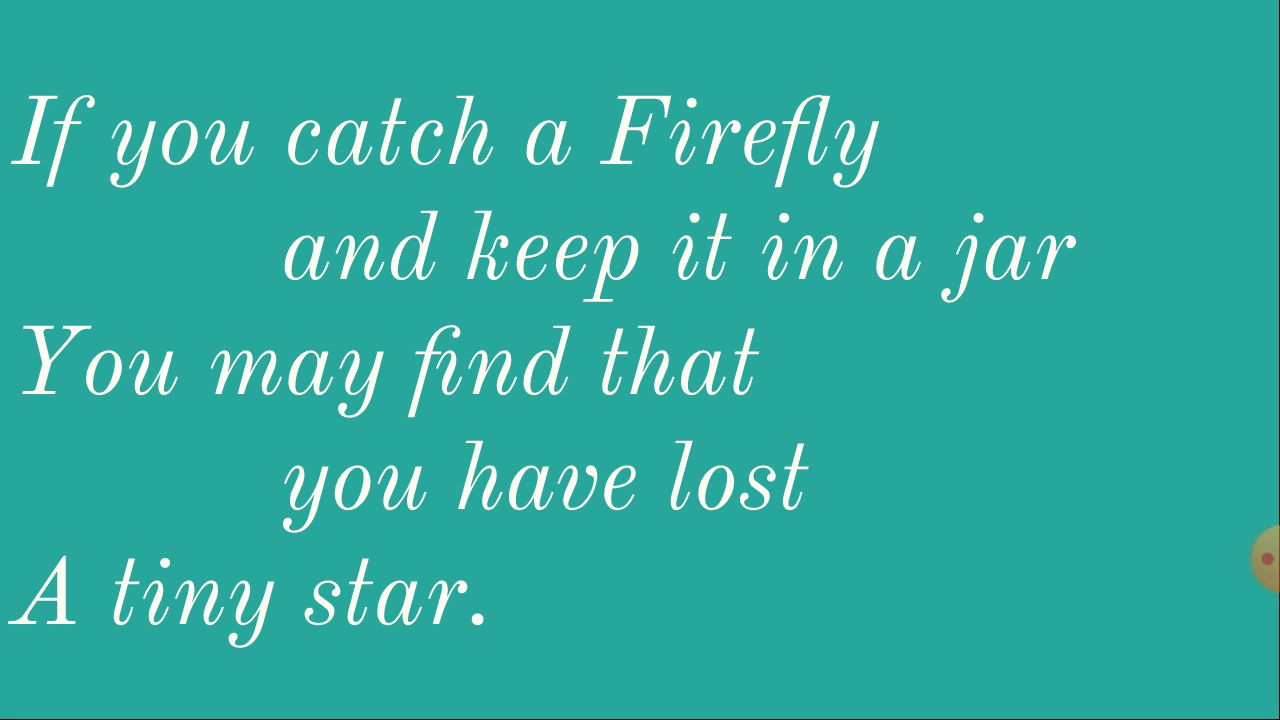 If you catch a Firefly
and keep it in a jar
You may find that
you have lost
A tiny star.